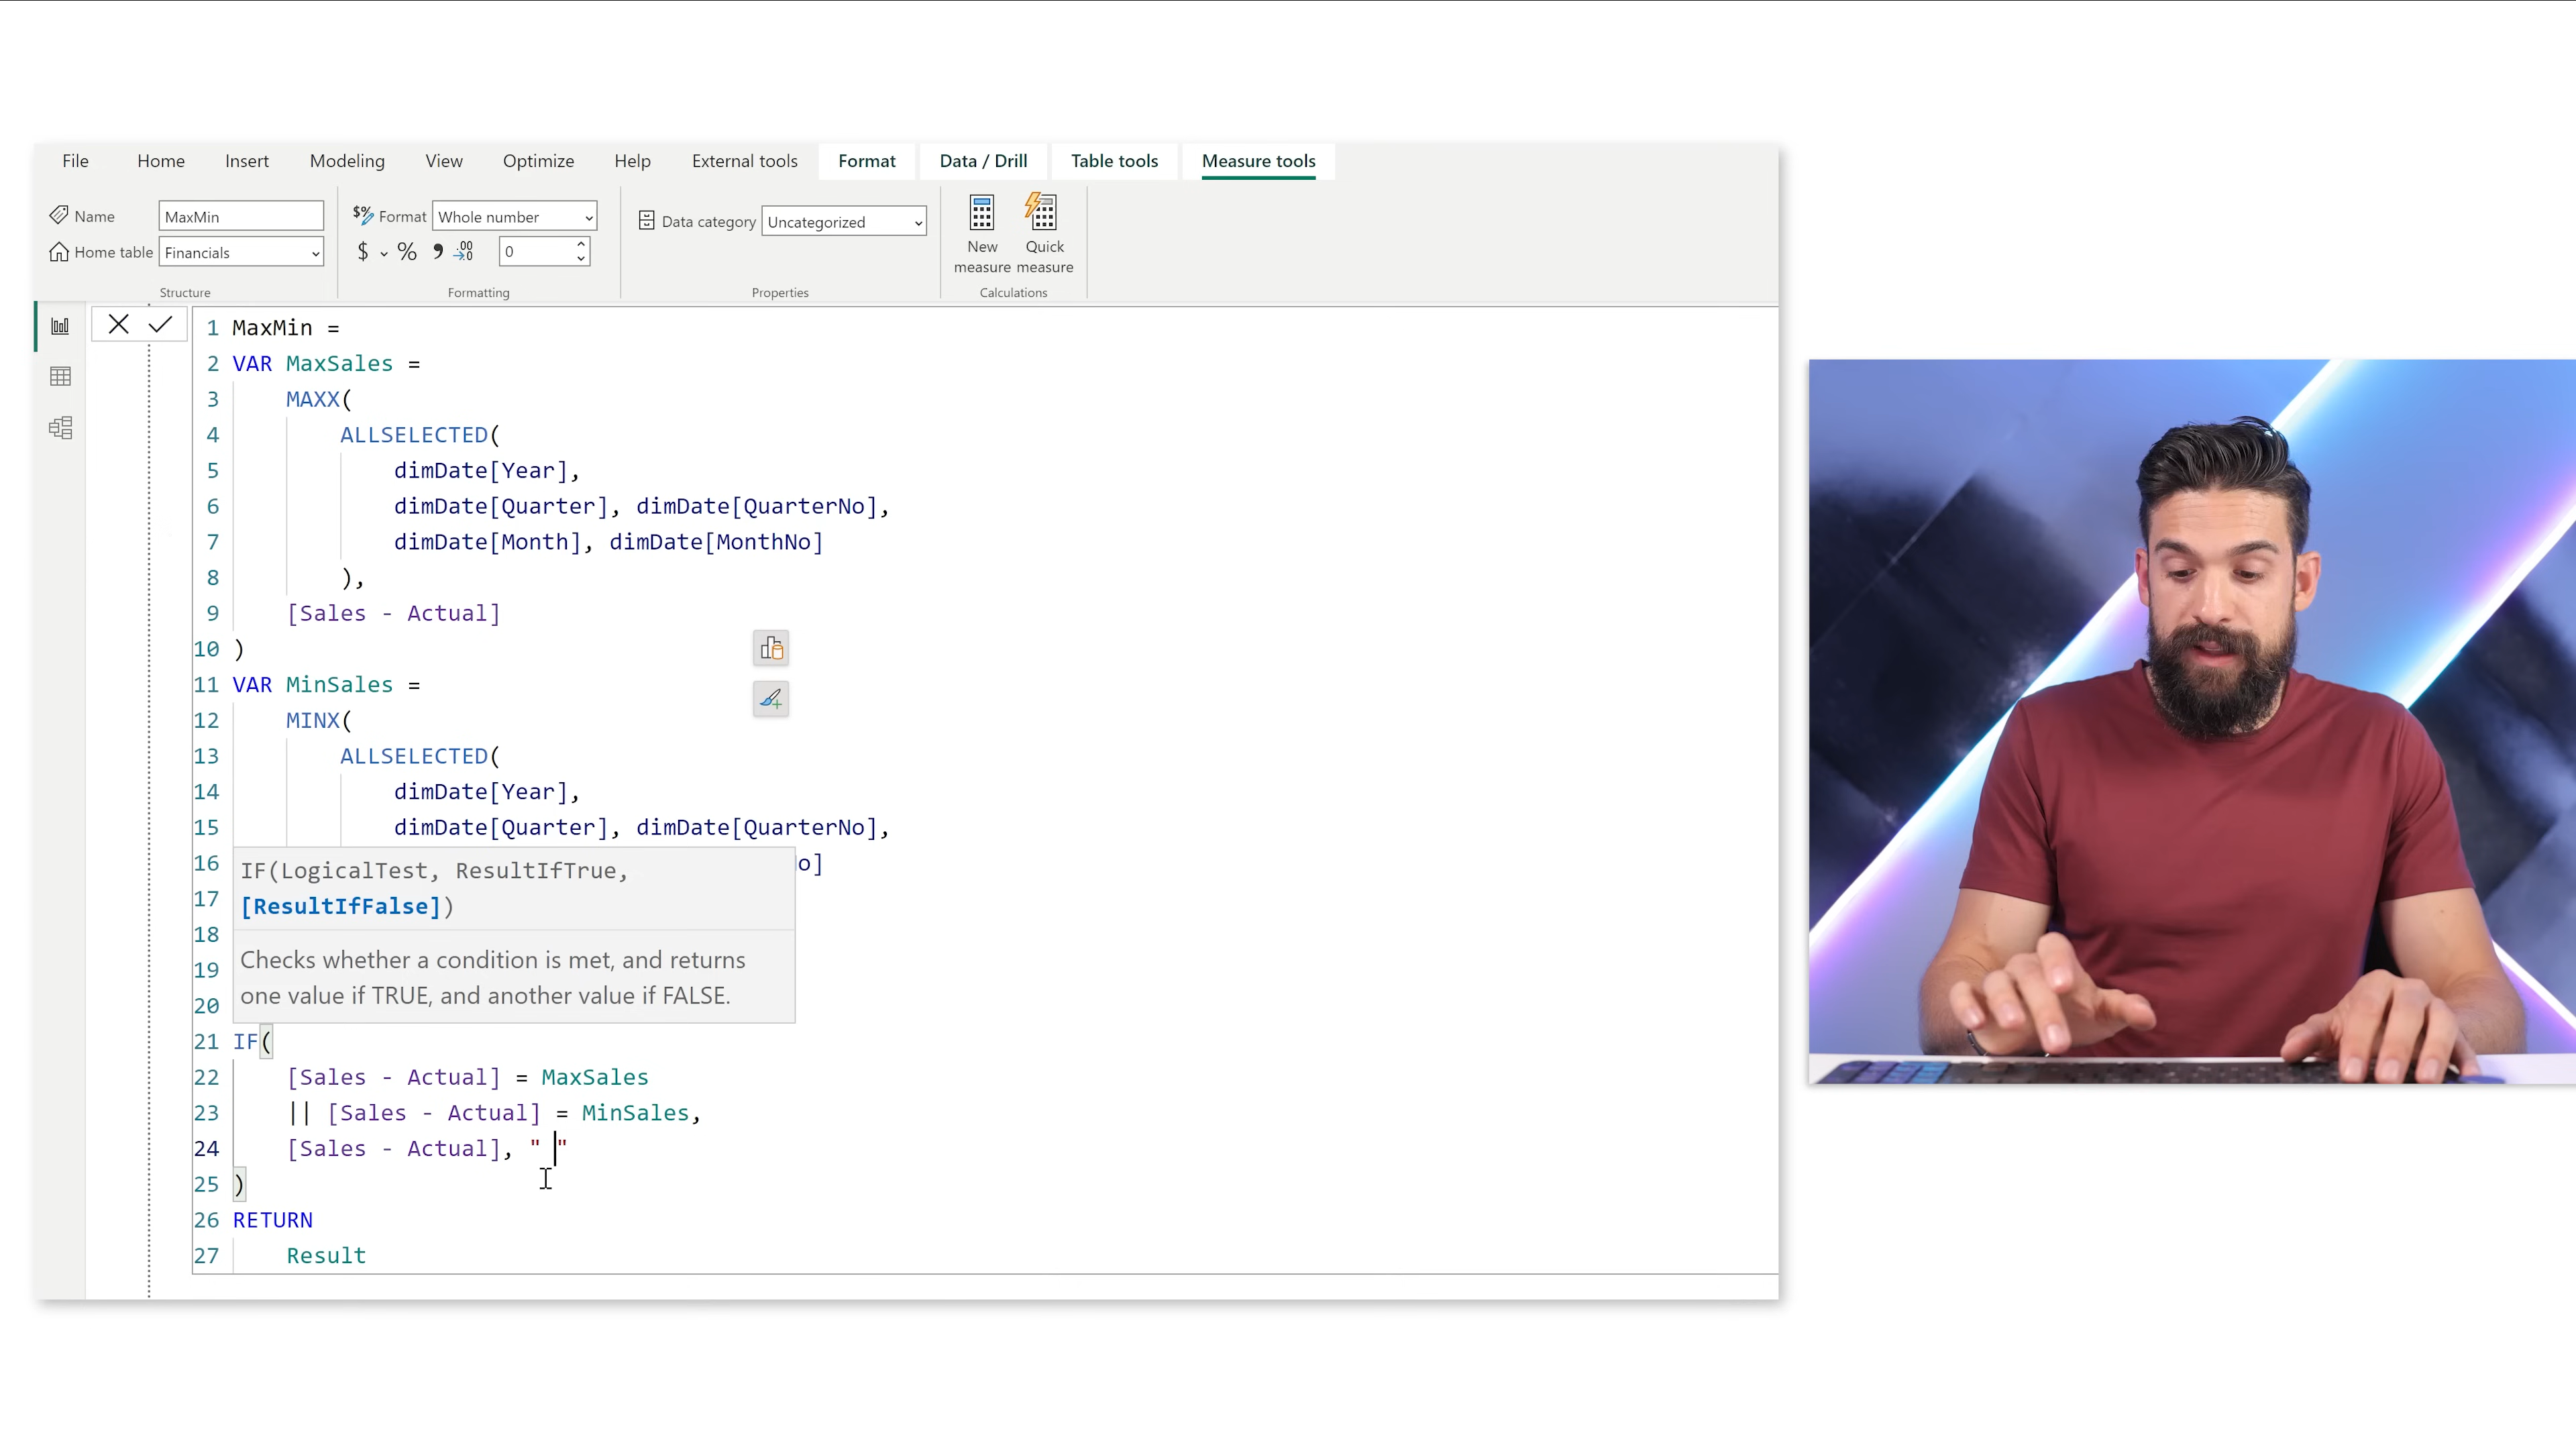 File Home Insert Modeling View Optimize Help External tools Format Data / Drill Table tools Measure tools
Name MaxMin
Home table Financials
Structure
$% Format Whole number
$ % 9 .00 →.0 0
Formatting
Data category Uncategorized
Properties
New measure
Quick measure
Calculations
1 MaxMin =
2 VAR MaxSales =
3 MAXX(
4 ALLSELECTED(
5 dimDate[Year],
6 dimDate[Quarter], dimDate[QuarterNo],
7 dimDate[Month], dimDate[MonthNo]
8 ),
9 [Sales - Actual]
10 )
11 VAR MinSales =
12 MINX(
13 ALLSELECTED(
14 dimDate[Year],
15 dimDate[Quarter], dimDate[QuarterNo],
16 o]
IF(LogicalTest, ResultIfTrue,
[ResultIfFalse])
17
18
Checks whether a condition is met, and returns
19
one value if TRUE, and another value if FALSE.
20
21 IF(
22 [Sales - Actual] = MaxSales
23 || [Sales - Actual] = MinSales,
24 [Sales - Actual], " "
25 )
26 RETURN
27 Result